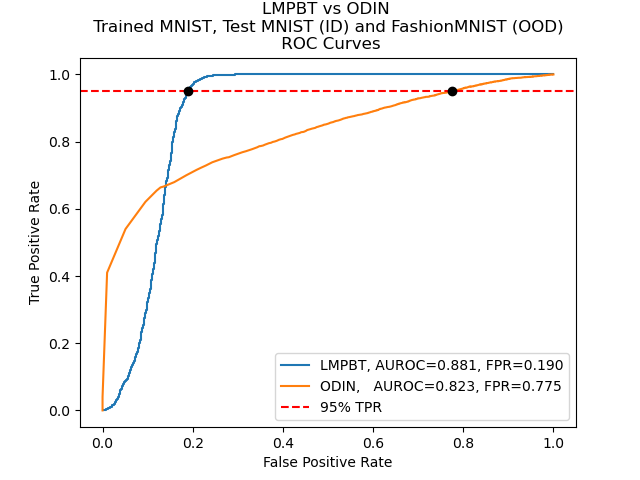 LMPBT vs ODIN
Trained MNIST, Test MNIST (ID) and FashionMNIST (OOD)
ROC Curves
1.0
0.8
0.6
0.4
0.2
0.0
True Positive Rate
LMPBT, AUROC=0.881, FPR=0.190
ODIN,   AUROC=0.823, FPR=0.775
95% TPR
0.0 0.2 0.4 0.6 0.8 1.0
False Positive Rate